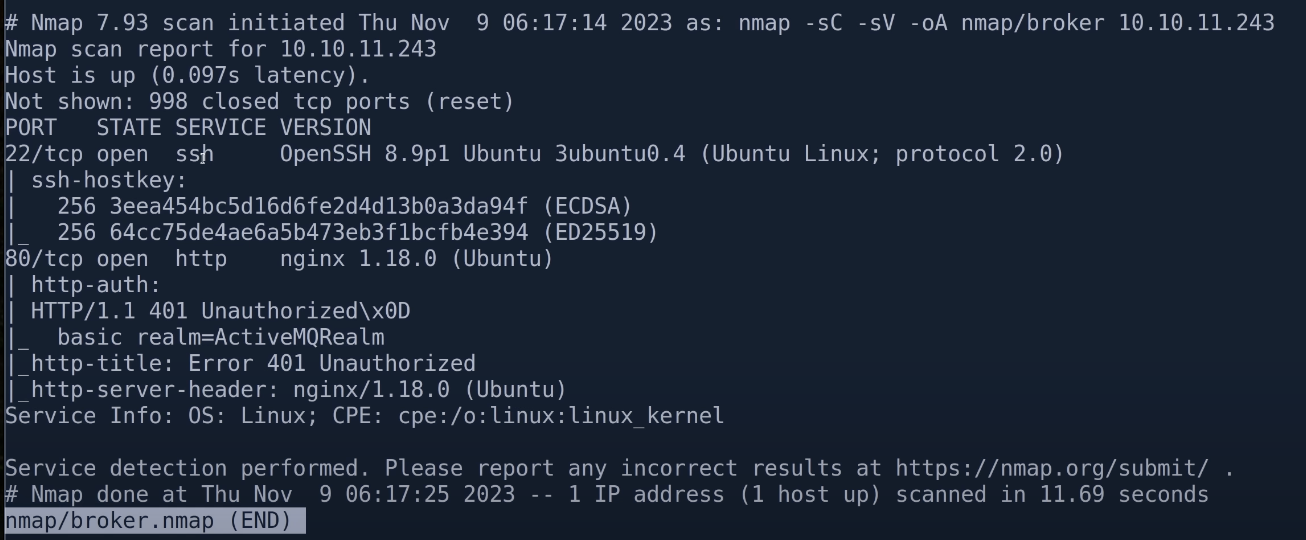 # Nmap 7.93 scan initiated Thu Nov  9 06:17:14 2023 as: nmap -sC -sV -oA nmap/broker 10.10.11.243
Nmap scan report for 10.10.11.243
Host is up (0.097s latency).
Not shown: 998 closed tcp ports (reset)
PORT   STATE SERVICE VERSION
22/tcp open  ssh     OpenSSH 8.9p1 Ubuntu 3ubuntu0.4 (Ubuntu Linux; protocol 2.0)
| ssh-hostkey:
|   256 3eea454bc5d16d6fe2d4d13b0a3da94f (ECDSA)
|_  256 64cc75de4ae6a5b473eb3f1bcfb4e394 (ED25519)
80/tcp open  http    nginx 1.18.0 (Ubuntu)
| http-auth:
| HTTP/1.1 401 Unauthorized\x0D
|_  basic realm=ActiveMQRealm
|_http-title: Error 401 Unauthorized
|_http-server-header: nginx/1.18.0 (Ubuntu)
Service Info: OS: Linux; CPE: cpe:/o:linux:linux_kernel

Service detection performed. Please report any incorrect results at https://nmap.org/submit/ .
# Nmap done at Thu Nov  9 06:17:25 2023 -- 1 IP address (1 host up) scanned in 11.69 seconds
nmap/broker.nmap (END)